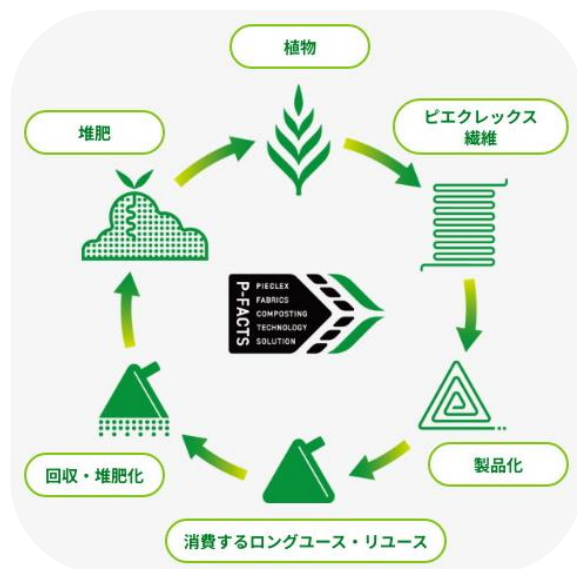 植物
ピエクレックス
繊維
製品化
消費するロングユース・リユース
回収・堆肥化
堆肥
P-FACTS
PIECLEX
FABRICS
COMPOSTING
TECHNOLOGY
SOLUTION